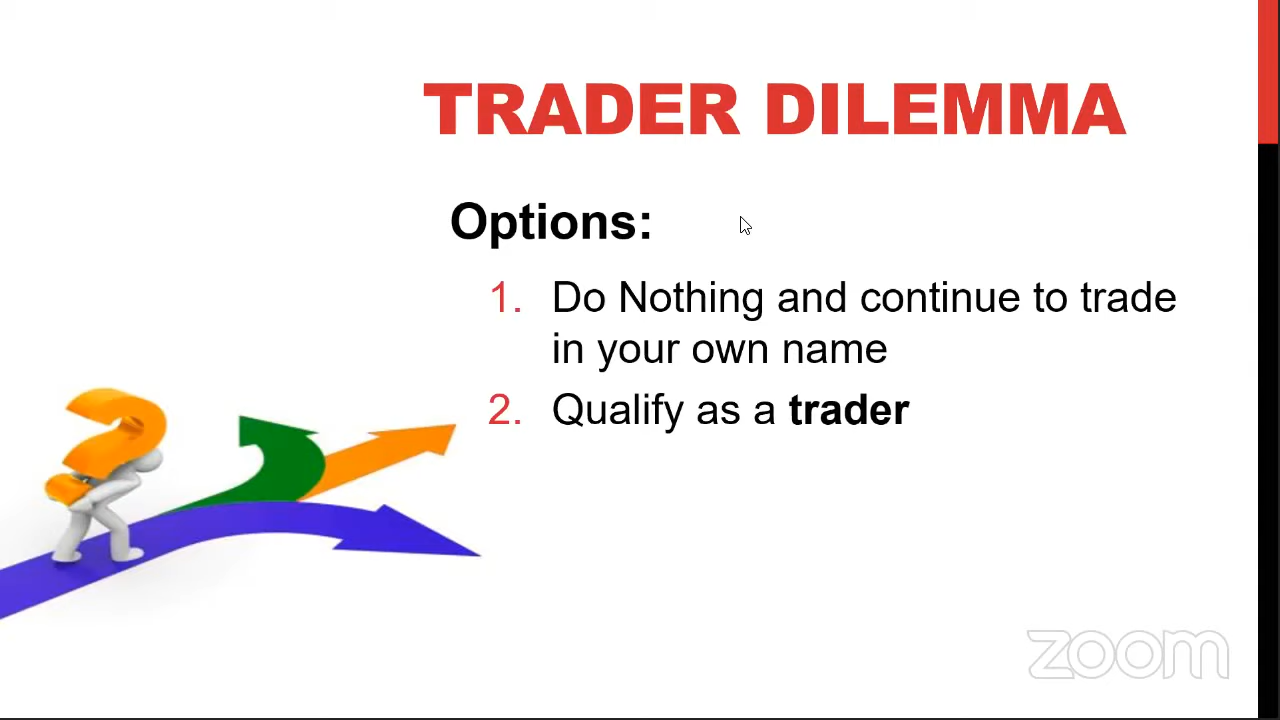 TRADER DILEMMA
Options:
1. Do Nothing and continue to trade
in your own name
2. Qualify as a trader
zoom